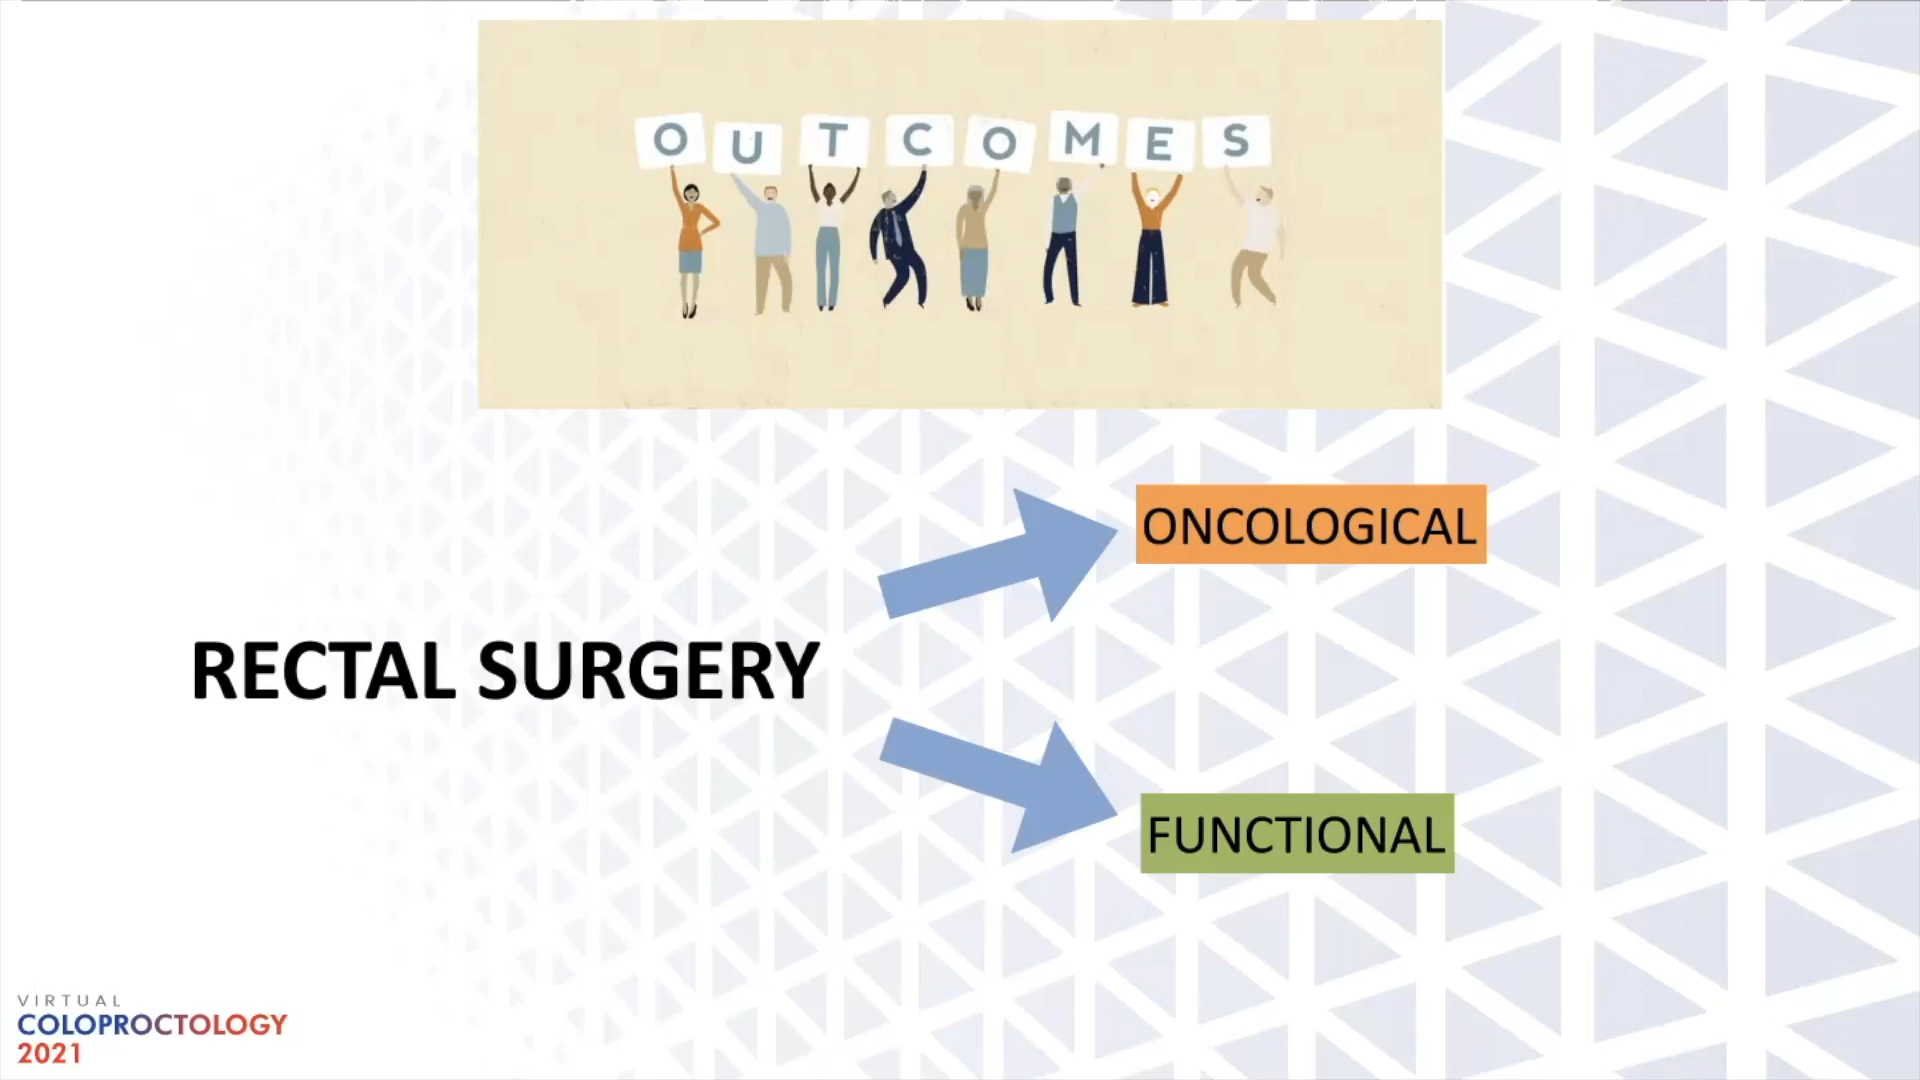 OUTCOMES
ONCOLOGICAL
RECTAL SURGERY
FUNCTIONAL
VIRTUAL
COLOPROCTOLOGY
2021